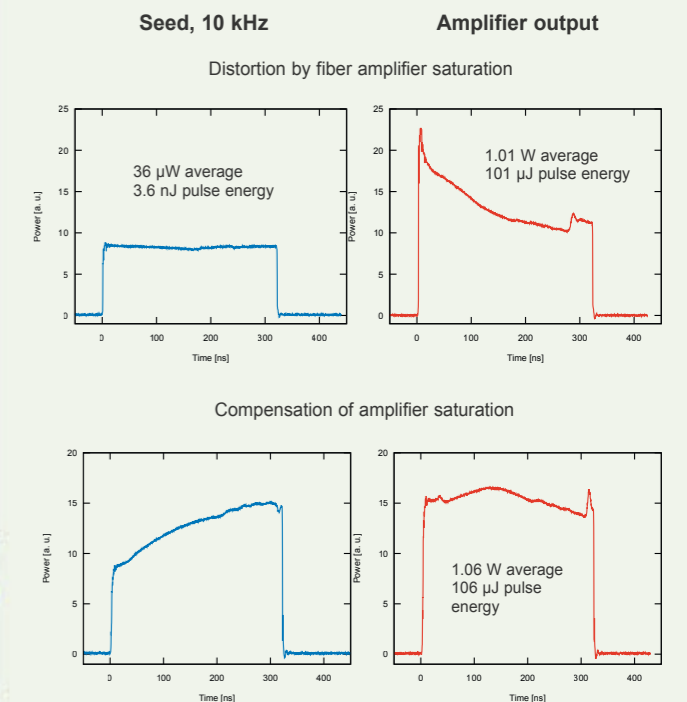 Seed, 10 kHz
Amplifier output
Distortion by fiber amplifier saturation
25
20
15
10
5
0
Power [a. u.]
36 µW average
3.6 nJ pulse energy
0 100 200 300 400
Time [ns]
25
20
15
10
5
0
Power [a. u.]
1.01 W average
101 µJ pulse energy
0 100 200 300 400
Time [ns]
Compensation of amplifier saturation
20
15
10
5
0
Power [a. u.]
0 100 200 300 400
Time [ns]
20
15
10
5
0
Power [a. u.]
1.06 W average
106 µJ pulse
energy
0 100 200 300 400
Time [ns]